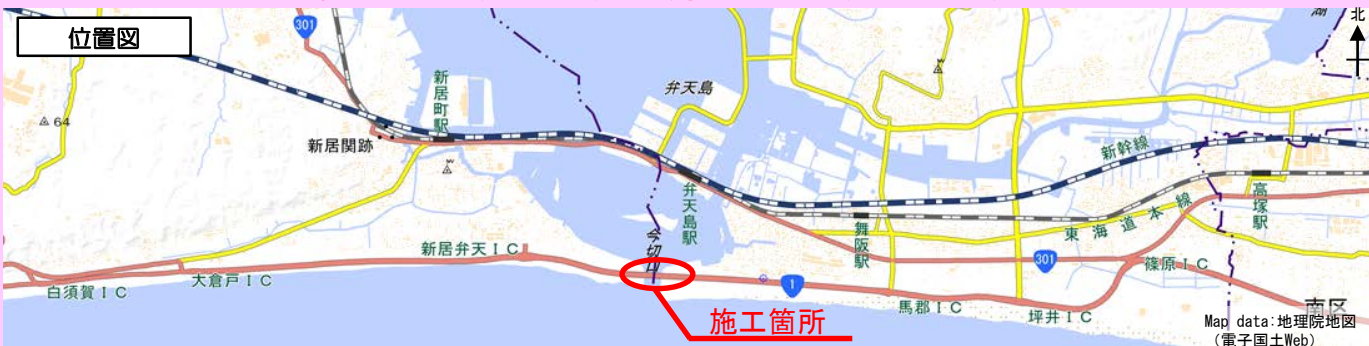 位置図
301
新居町駅
弁天島
湖
北
64
新居関跡
新幹線
高塚駅
東海道本線
弁天島駅
舞阪駅
今切口
新居弁天IC
大倉戸IC
白須賀IC
301
篠原IC
1
馬郡IC
坪井IC
南区
施工箇所
Map data:地理院地図
(電子国土Web)